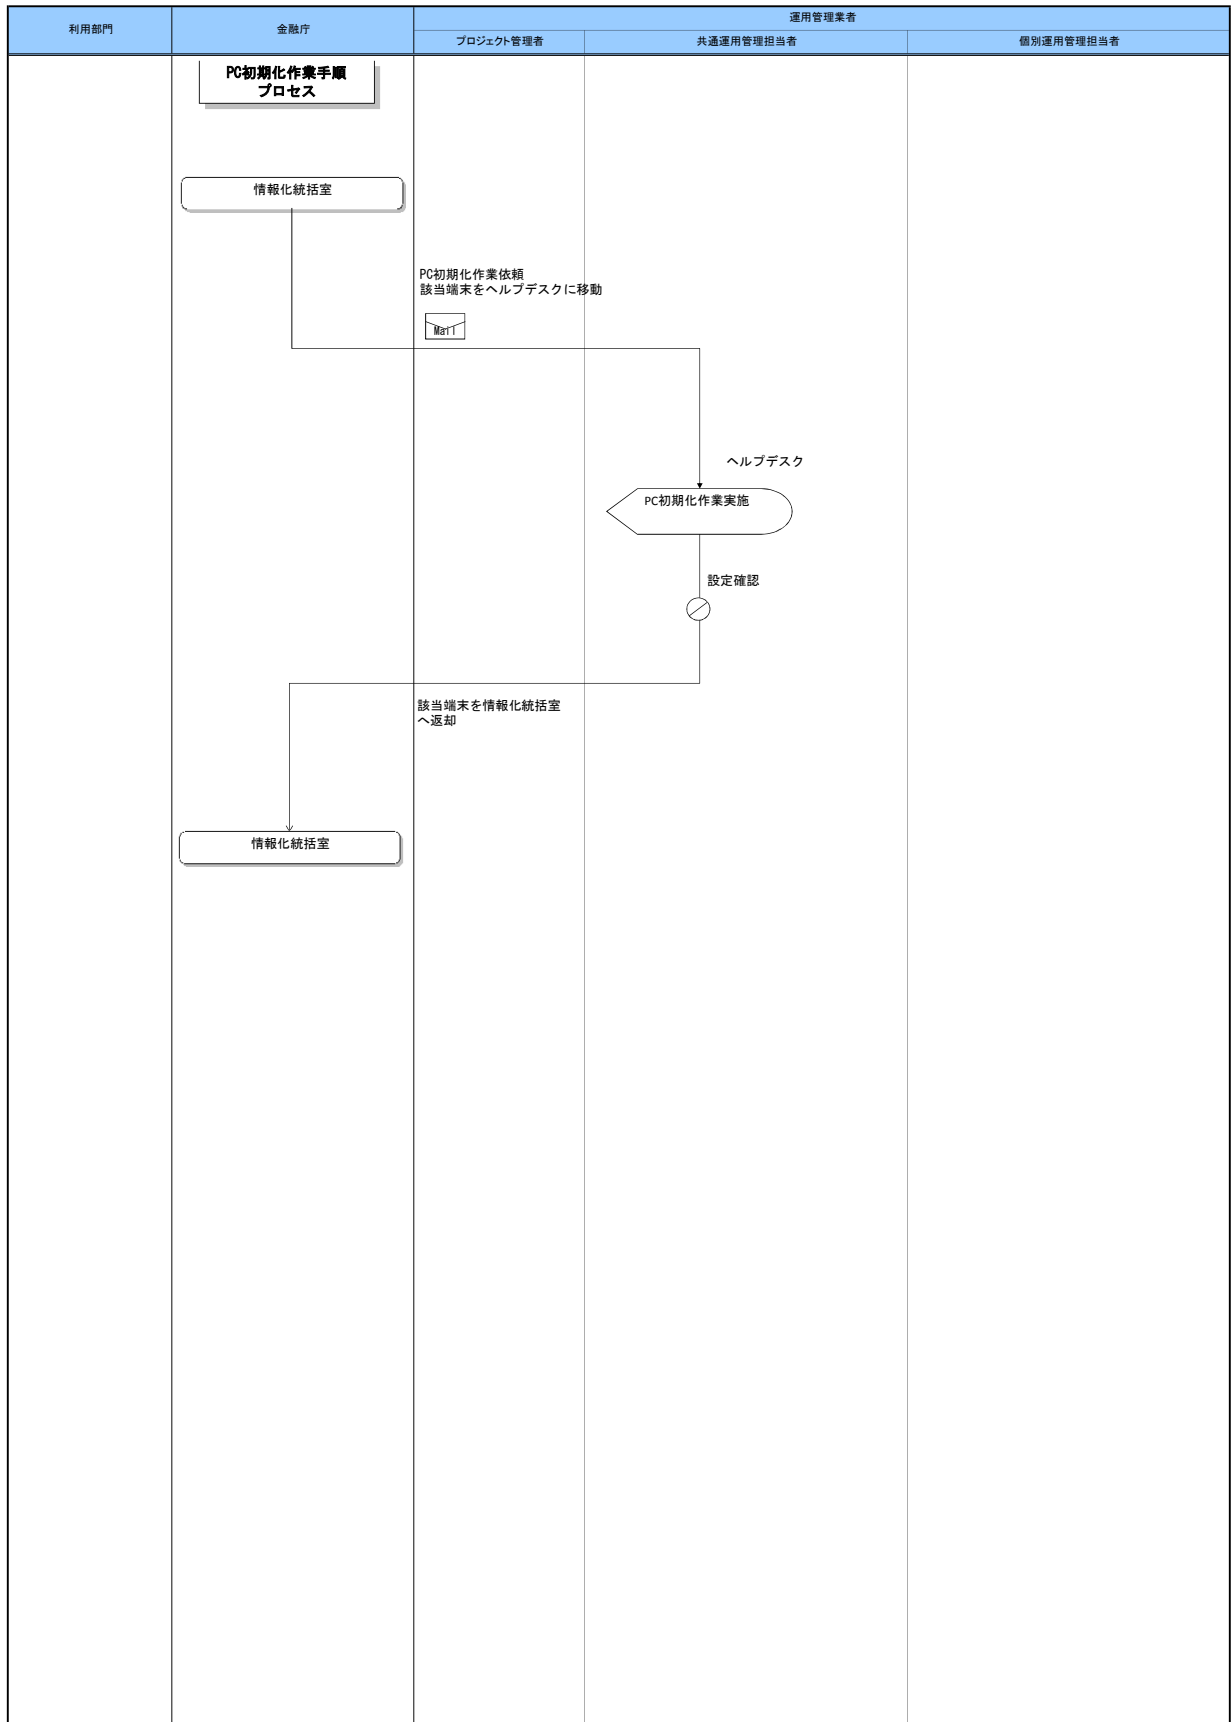 利用部門
金融庁
運用管理業者
プロジェクト管理者
共通運用管理担当者
個別運用管理担当者
PC初期化作業手順
プロセス
情報化統括室
PC初期化作業依頼
該当端末をヘルプデスクに移動
Mail
ヘルプデスク
PC初期化作業実施
設定確認
該当端末を情報化統括室
へ返却
情報化統括室